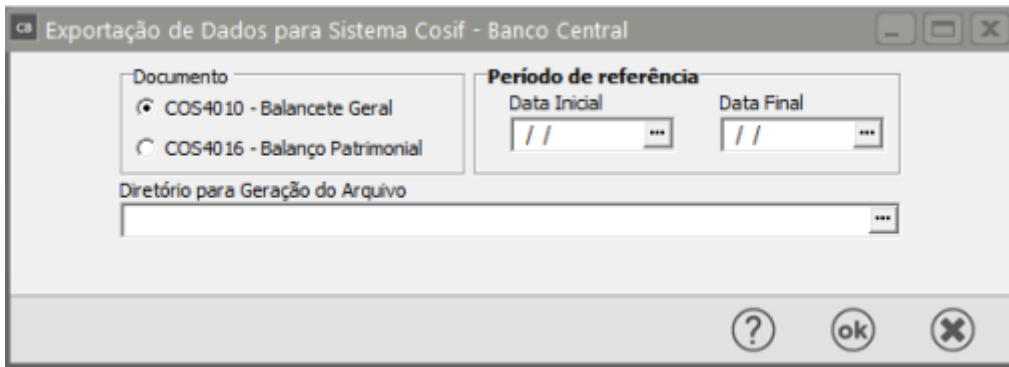 CB Exportação de Dados para Sistema Cosif - Banco Central
Documento
COS4010 - Balancete Geral
COS4016 - Balanço Patrimonial
Período de referência
Data Inicial Data Final
/ / ... / / ...
Diretório para Geração do Arquivo
...
? ok